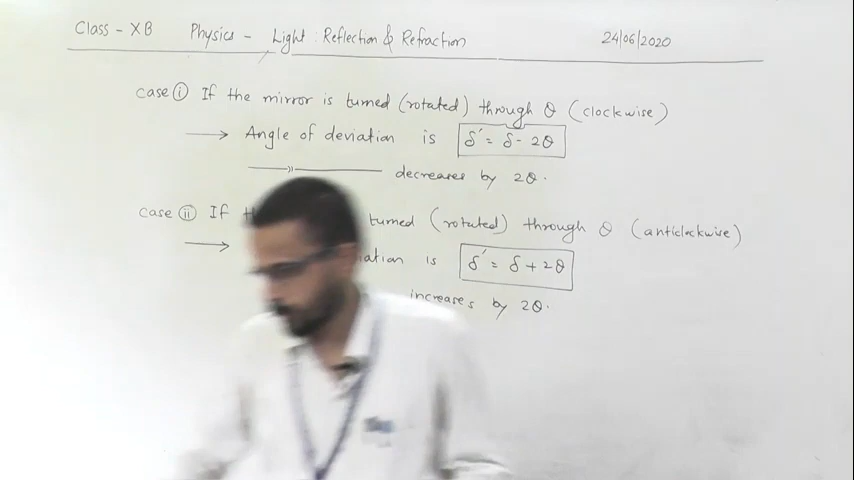 Class - XB Physics - Light : Reflection & Refraction 24/06/2020
case (i) If the mirror is turned (rotated) through θ (clockwise)
→ Angle of deviation is δ' = δ - 2θ
—〃— decreases by 2θ.
case (ii) If turned (rotated) through θ (anticlockwise)
→ is δ' = δ + 2θ
increases by 2θ.